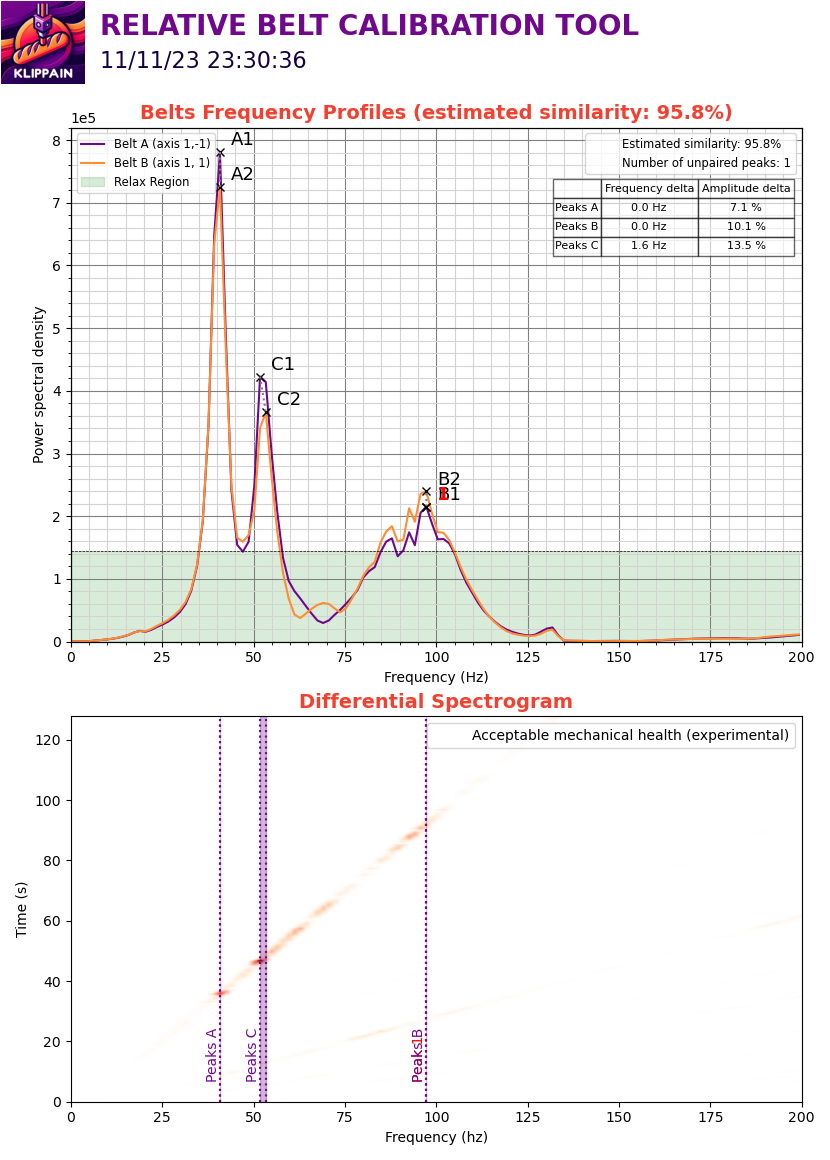 KLIPPAIN
RELATIVE BELT CALIBRATION TOOL
11/11/23 23:30:36
Belts Frequency Profiles (estimated similarity: 95.8%)
1e5
Belt A (axis 1,-1)
Belt B (axis 1, 1)
Relax Region
Estimated similarity: 95.8%
Number of unpaired peaks: 1
Frequency delta Amplitude delta
Peaks A 0.0 Hz 7.1 %
Peaks B 0.0 Hz 10.1 %
Peaks C 1.6 Hz 13.5 %
A1
A2
C1
C2
B2
B1
1
8
7
6
5
4
3
2
1
0
Power spectral density
0 25 50 75 100 125 150 175 200
Frequency (Hz)
Differential Spectrogram
Acceptable mechanical health (experimental)
120
100
80
60
40
20
0
Time (s)
Peaks A
Peaks C
Peaks B
1
0 25 50 75 100 125 150 175 200
Frequency (hz)